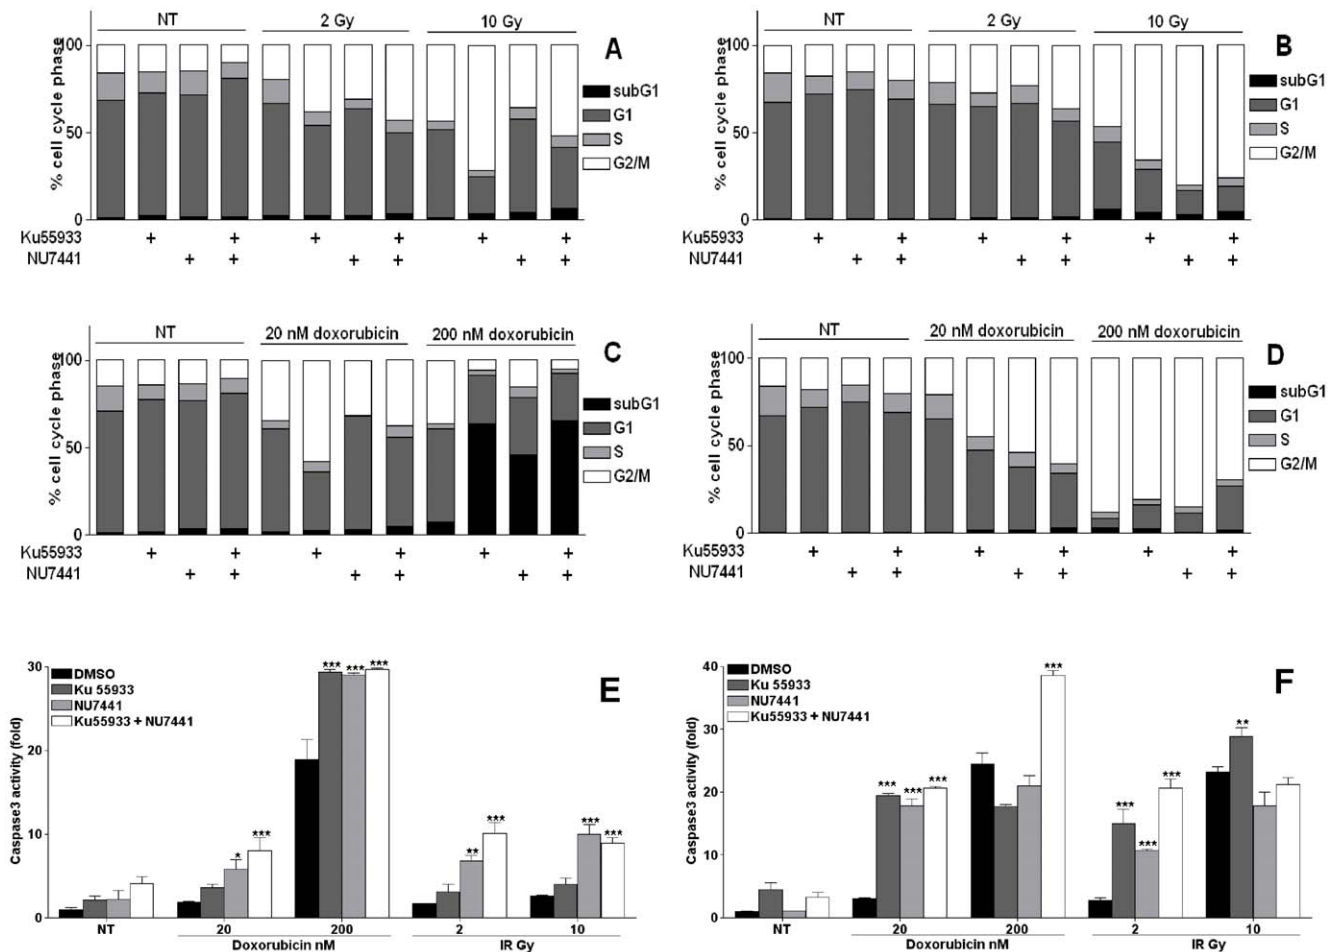 NT 2 Gy 10 Gy
A
% cell cycle phase
100
50
0
subG1
G1
S
G2/M
Ku55933 + + + + + +
NU7441 + + + + + +
NT 2 Gy 10 Gy
B
% cell cycle phase
100
50
0
subG1
G1
S
G2/M
Ku55933 + + + + + +
NU7441 + + + + + +
NT 20 nM doxorubicin 200 nM doxorubicin
C
% cell cycle phase
100
50
0
subG1
G1
S
G2/M
Ku55933 + + + + + +
NU7441 + + + + + +
NT 20 nM doxorubicin 200 nM doxorubicin
D
% cell cycle phase
100
50
0
subG1
G1
S
G2/M
Ku55933 + + + + + +
NU7441 + + + + + +
E
Caspase3 activity (fold)
30
20
10
0
DMSO
Ku 55933
NU7441
Ku55933 + NU7441
* *** *** *** *** ** *** *** ***
NT 20 200 2 10
Doxorubicin nM IR Gy
F
Caspase3 activity (fold)
40
30
20
10
0
DMSO
Ku 55933
NU7441
Ku55933 + NU7441
*** *** *** *** *** *** *** **
NT 20 200 2 10
Doxorubicin nM IR Gy